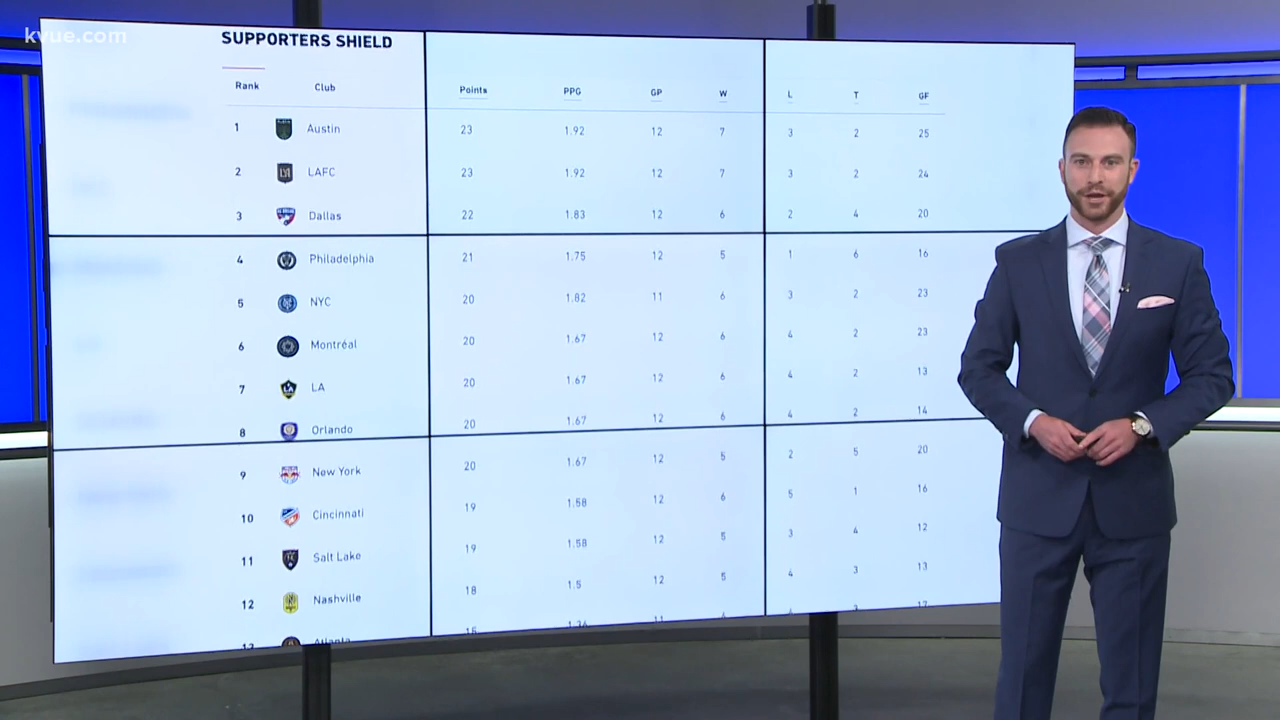 kvue.com
SUPPORTERS SHIELD
Rank Club Points PPG GP W L T GF
1 Austin 23 1.92 12 7 3 2 25
2 LAFC 23 1.92 12 7 3 2 24
3 Dallas 22 1.83 12 6 2 4 20
4 Philadelphia 21 1.75 12 5 1 6 16
5 NYC 20 1.82 11 6 3 2 23
6 Montréal 20 1.67 12 6 4 2 23
7 LA 20 1.67 12 6 4 2 13
8 Orlando 20 1.67 12 6 4 2 14
9 New York 20 1.67 12 5 2 5 20
10 Cincinnati 19 1.58 12 6 5 1 16
11 Salt Lake 19 1.58 12 5 3 4 12
12 Nashville 18 1.5 12 5 4 3 13
13 Atlanta